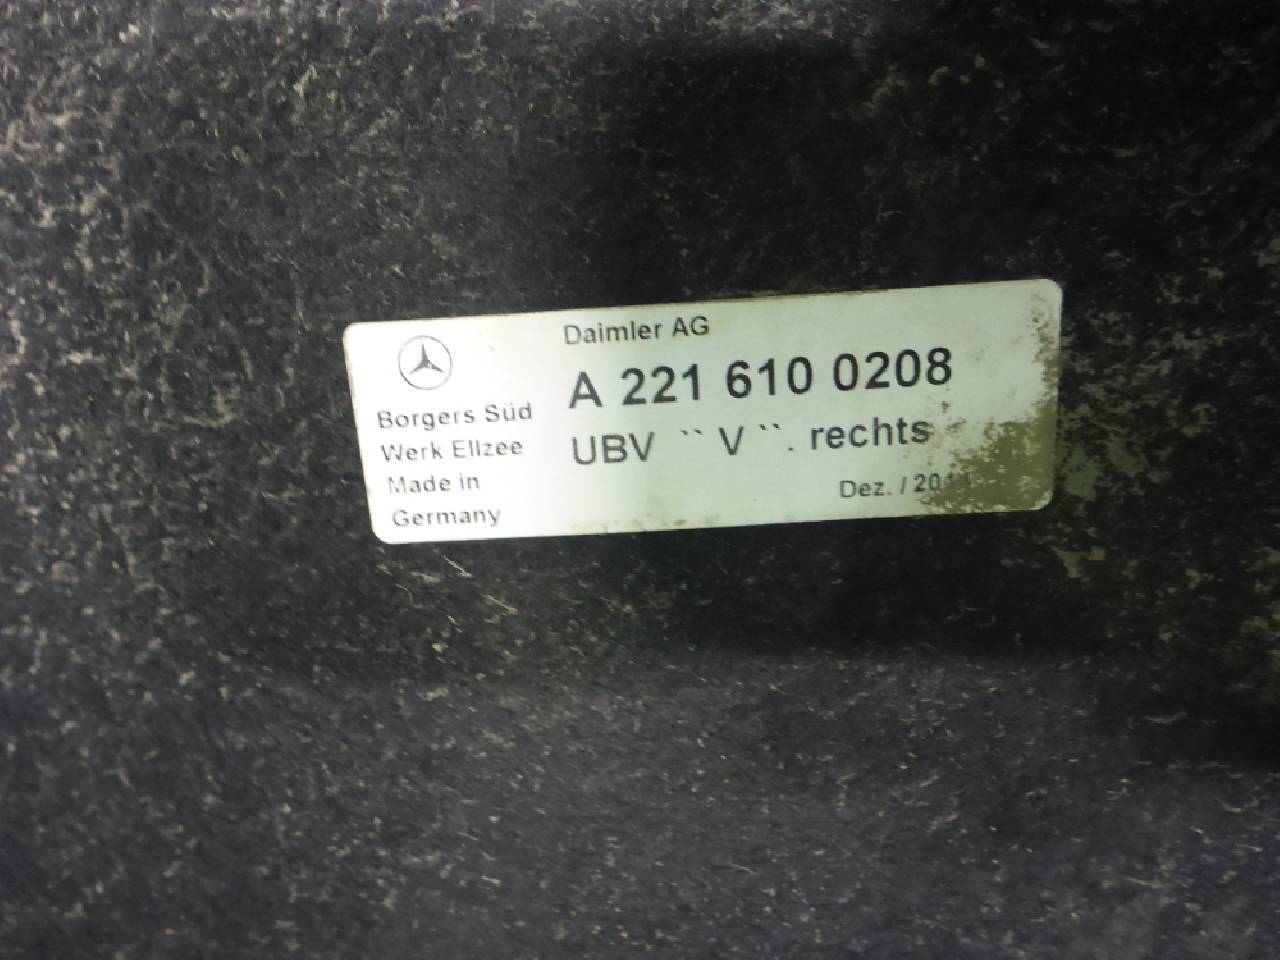 Daimler AG
A 221 610 0208
UBV `` V ``. rechts
Dez. /
Borgers Süd
Werk Ellzee
Made in
Germany